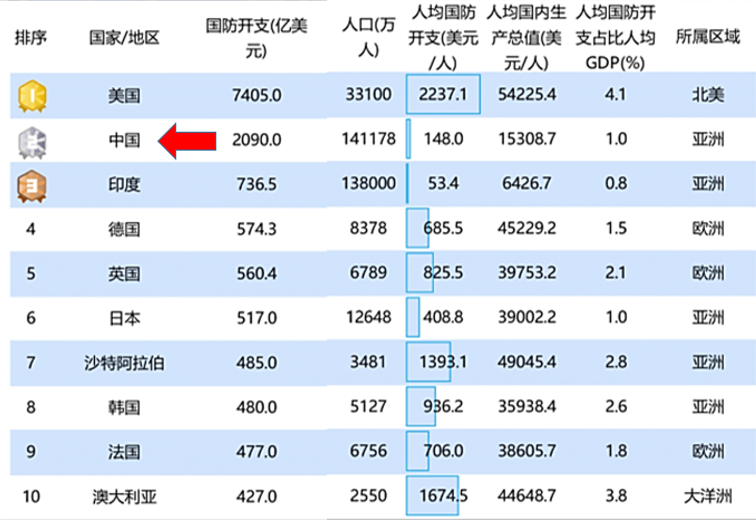 排序 国家/地区 国防开支(亿美元) 人口(万人) 人均国防开支(美元/人) 人均国内生产总值(美元/人) 人均国防开支占比人均GDP(%) 所属区域
1 美国 7405.0 33100 2237.1 54225.4 4.1 北美
2 中国 2090.0 141178 148.0 15308.7 1.0 亚洲
3 印度 736.5 138000 53.4 6426.7 0.8 亚洲
4 德国 574.3 8378 685.5 45229.2 1.5 欧洲
5 英国 560.4 6789 825.5 39753.2 2.1 欧洲
6 日本 517.0 12648 408.8 39002.2 1.0 亚洲
7 沙特阿拉伯 485.0 3481 1393.1 49045.4 2.8 亚洲
8 韩国 480.0 5127 936.2 35938.4 2.6 亚洲
9 法国 477.0 6756 706.0 38605.7 1.8 欧洲
10 澳大利亚 427.0 2550 1674.5 44648.7 3.8 大洋洲